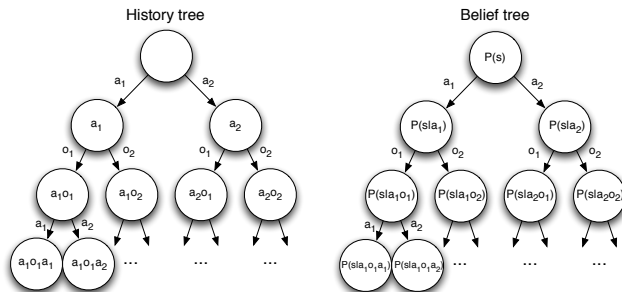 History tree
a₁ a₂
a₁ a₂
o₁ o₂ o₁ o₂
a₁o₁ a₁o₂ a₂o₁ a₂o₂
a₁ a₂
a₁o₁a₁ a₁o₁a₂ ... ... ...
Belief tree
P(s)
a₁ a₂
P(s|a₁) P(s|a₂)
o₁ o₂ o₁ o₂
P(s|a₁o₁) P(s|a₁o₂) P(s|a₂o₁) P(s|a₂o₂)
a₁ a₂
P(s|a₁o₁a₁) P(s|a₁o₁a₂) ... ... ...